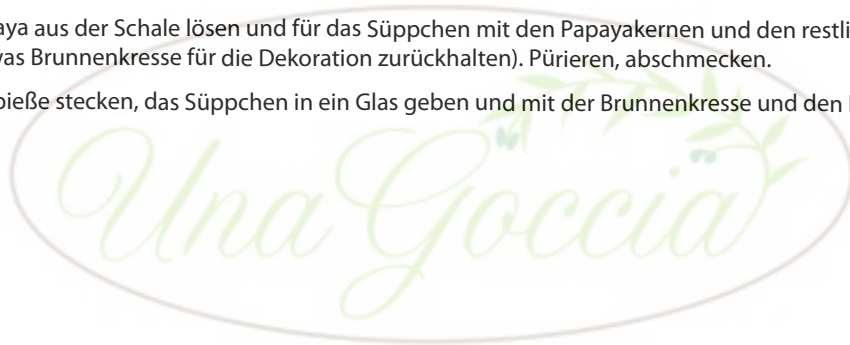 aya aus der Schale lösen und für das Süppchen mit den Papayakernen und den restli
vas Brunnenkresse für die Dekoration zurückhalten). Pürieren, abschmecken.
pieße stecken, das Süppchen in ein Glas geben und mit der Brunnenkresse und den
Una Goccia